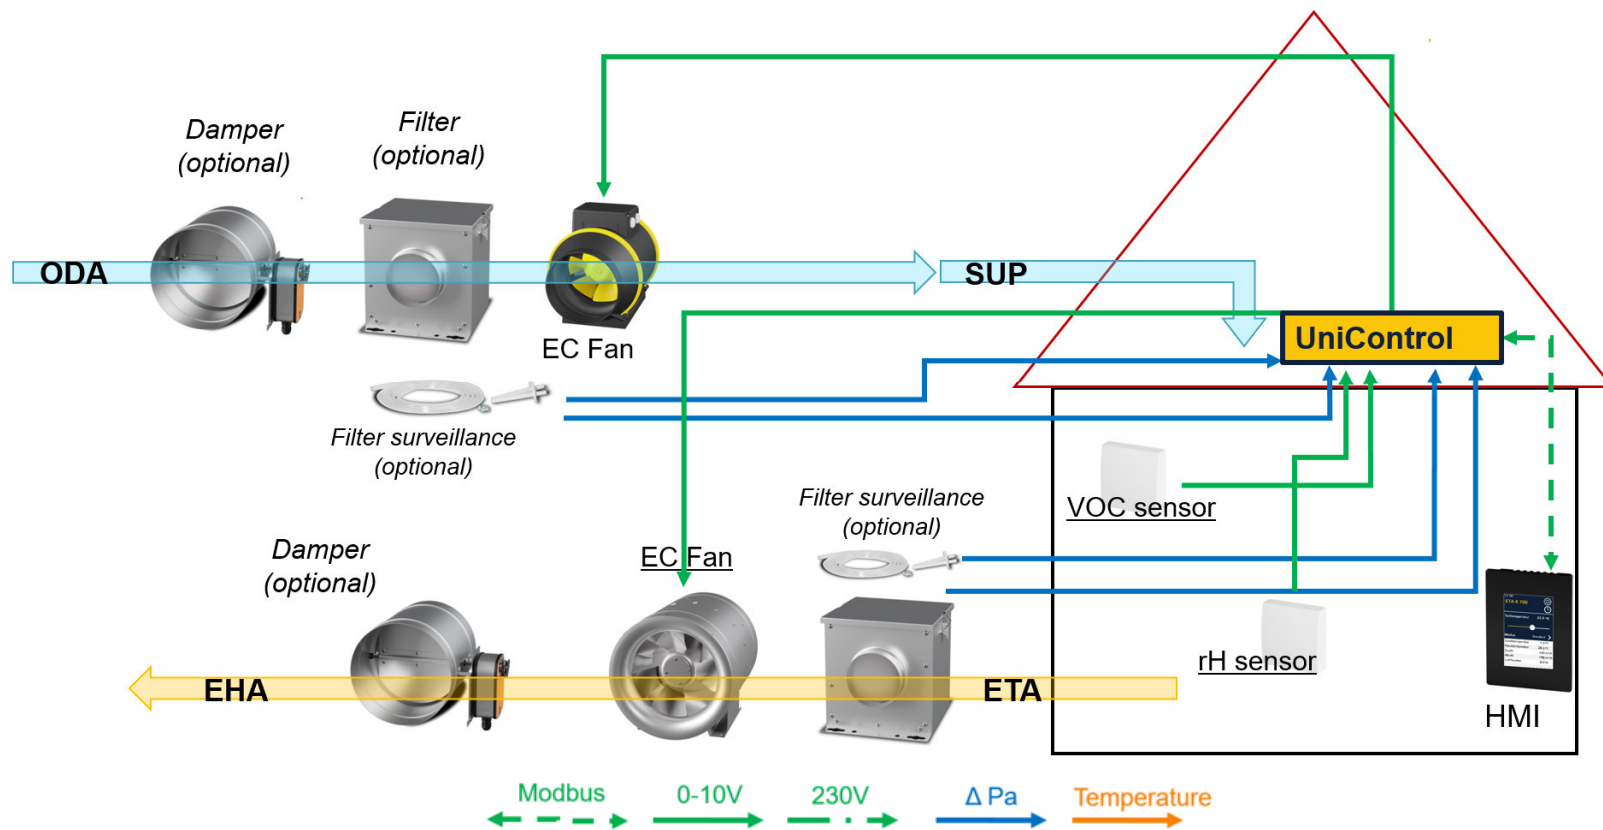 Damper
(optional)
Filter
(optional)
ODA
SUP
EC Fan
UniControl
Filter surveillance
(optional)
VOC sensor
Filter surveillance
(optional)
Damper
(optional)
EC Fan
rH sensor
EHA
ETA
HMI
Modbus
0-10V
230V
Δ Pa
Temperature